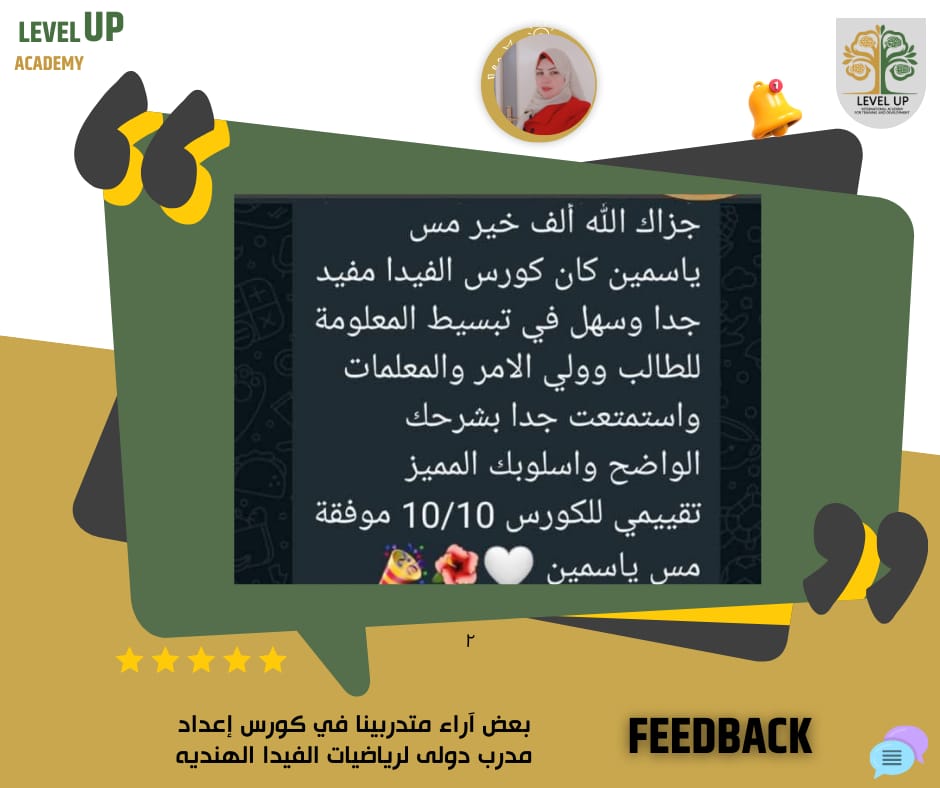 LEVEL UP
ACADEMY
1
LEVEL UP
INTERNATIONAL ACADEMY
FOR TRAINING AND DEVELOPMENT
جزاك الله ألف خير مس
ياسمين كان كورس الفيدا مفيد
جدا وسهل في تبسيط المعلومة
للطالب وولي الامر والمعلمات
واستمتعت جدا بشرحك
الواضح واسلوبك المميز
تقييمي للكورس 10/10 موفقة
مس ياسمين 🤍🌺🎉
٢
بعض آراء متدربينا في كورس إعداد
مدرب دولى لرياضيات الفيدا الهنديه
FEEDBACK